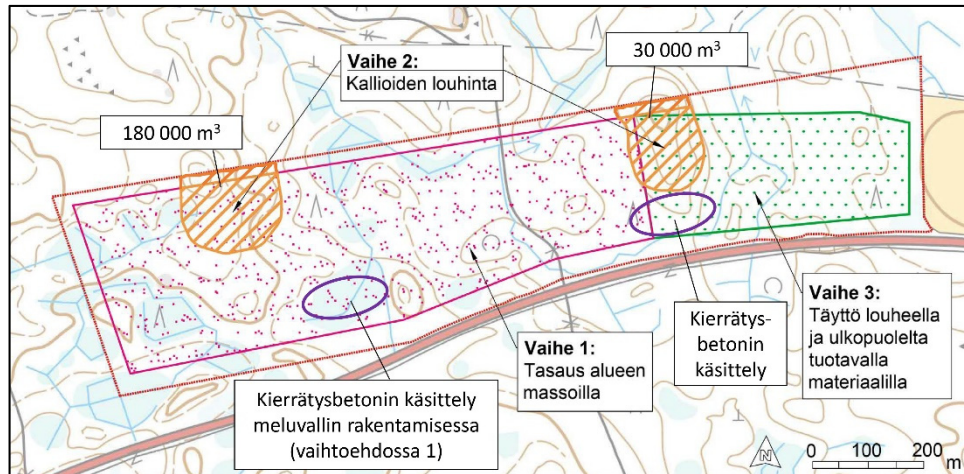 Vaihe 2:
Kallioiden louhinta
30 000 m³
180 000 m³
Vaihe 1:
Tasaus alueen
massoilla
Kierrätys-
betonin
käsittely
Vaihe 3:
Täyttö louheella
ja ulkopuolelta
tuotavalla
materiaalilla
Kierrätysbetonin käsittely
meluvallin rakentamisessa
(vaihtoehdossa 1)
N
0 100 200
m